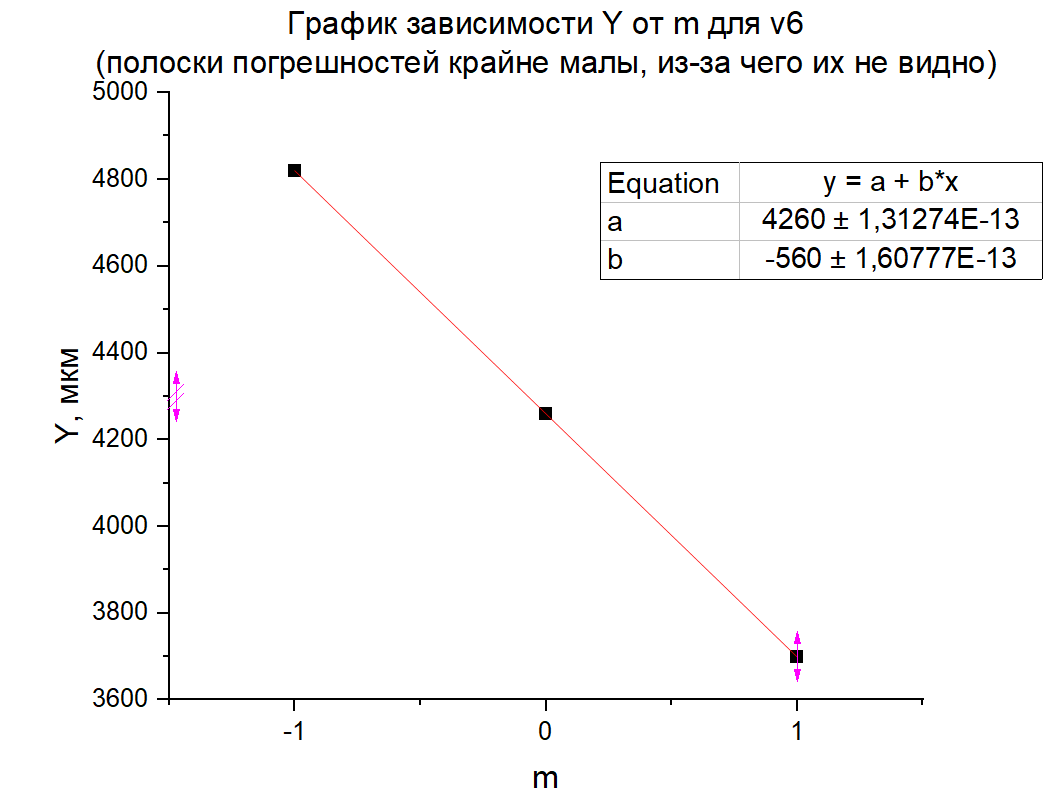 График зависимости Y от m для v6
(полоски погрешностей крайне малы, из-за чего их не видно)
5000
4800
4600
4400
4200
4000
3800
3600
Y, мкм
Equation y = a + b*x
a 4260 ± 1,31274E-13
b -560 ± 1,60777E-13
-1 0 1
m